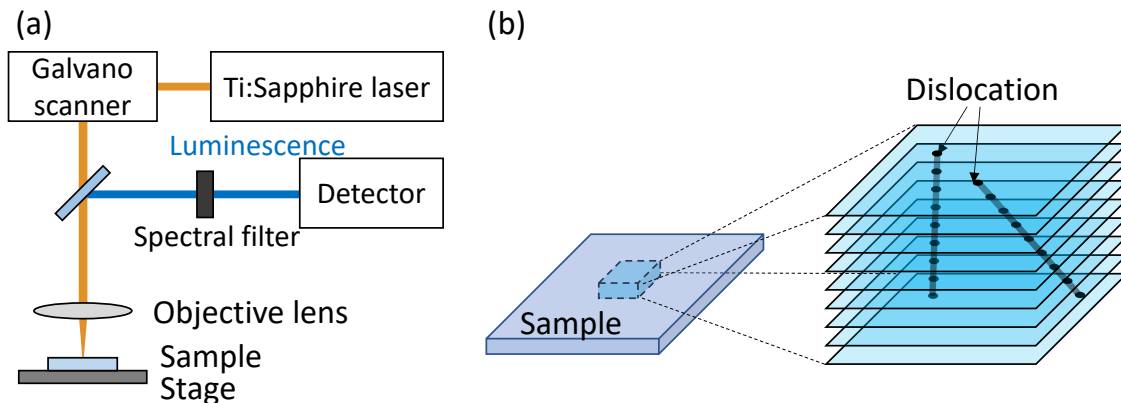 (a)
Galvano
scanner
Ti:Sapphire laser
Luminescence
Detector
Spectral filter
Objective lens
Sample
Stage
(b)
Dislocation
Sample